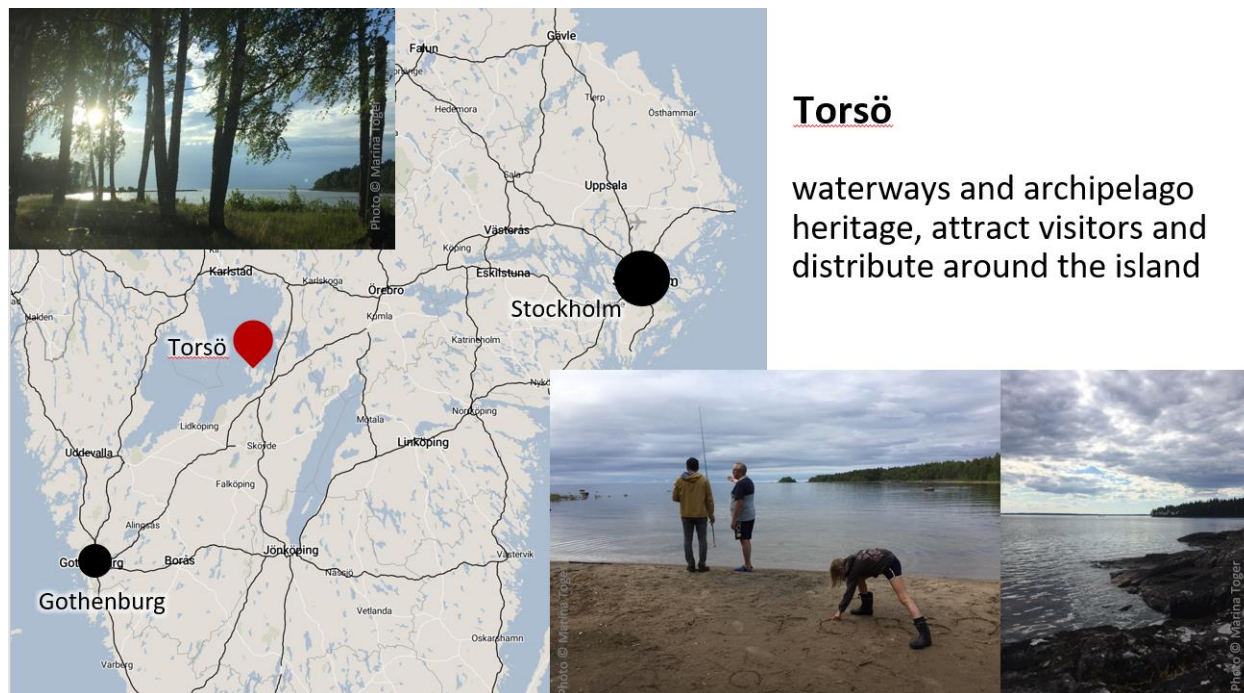 Photo © Marina Toger
Falun
Gävle
Hedemora
Tierp
Östhammar
Sala
Uppsala
Västerås
Köping
Karlstad
Karlskoga
Örebro
Eskilstuna
Kumla
Stockholm
Katrineholm
Torsö
Lidköping
Motala
Norrköping
Skövde
Linköping
Uddevalla
Falköping
Alingsås
Borås
Jönköping
Nässjö
Västervik
Gothenburg
Vetlanda
Oskarshamn
Varberg
Torsö
waterways and archipelago
heritage, attract visitors and
distribute around the island
Photo © Marina Toger
Photo © Marina Toger